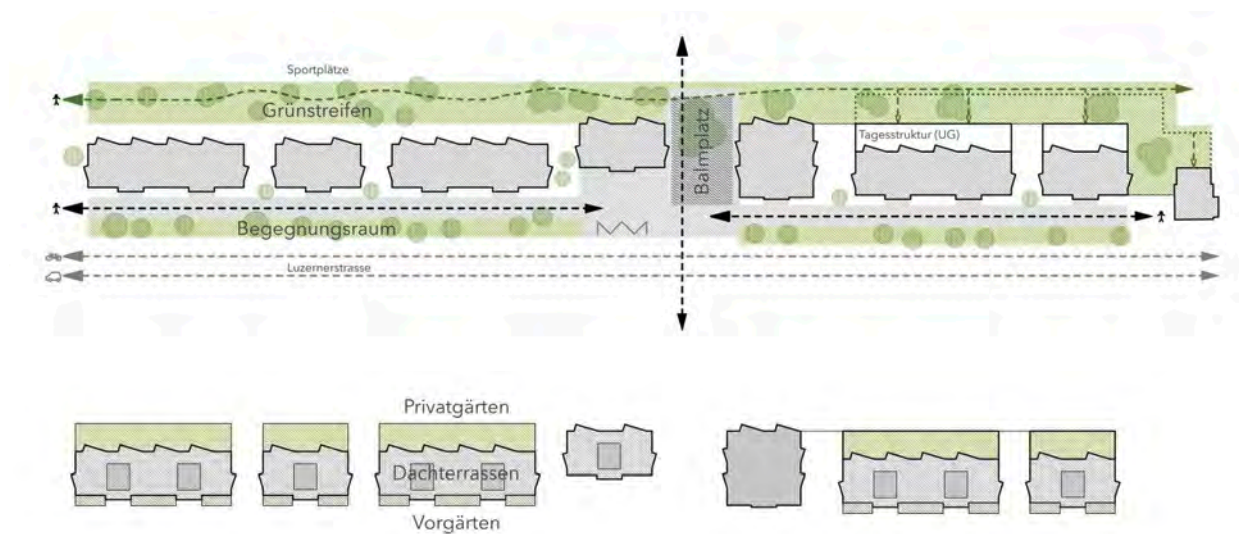 Sportplätze
Grünstreifen
Balmplatz
Tagesstruktur (UG)
Begegnungsraum
Luzernerstrasse
Privatgärten
Dachterrassen
Vorgärten